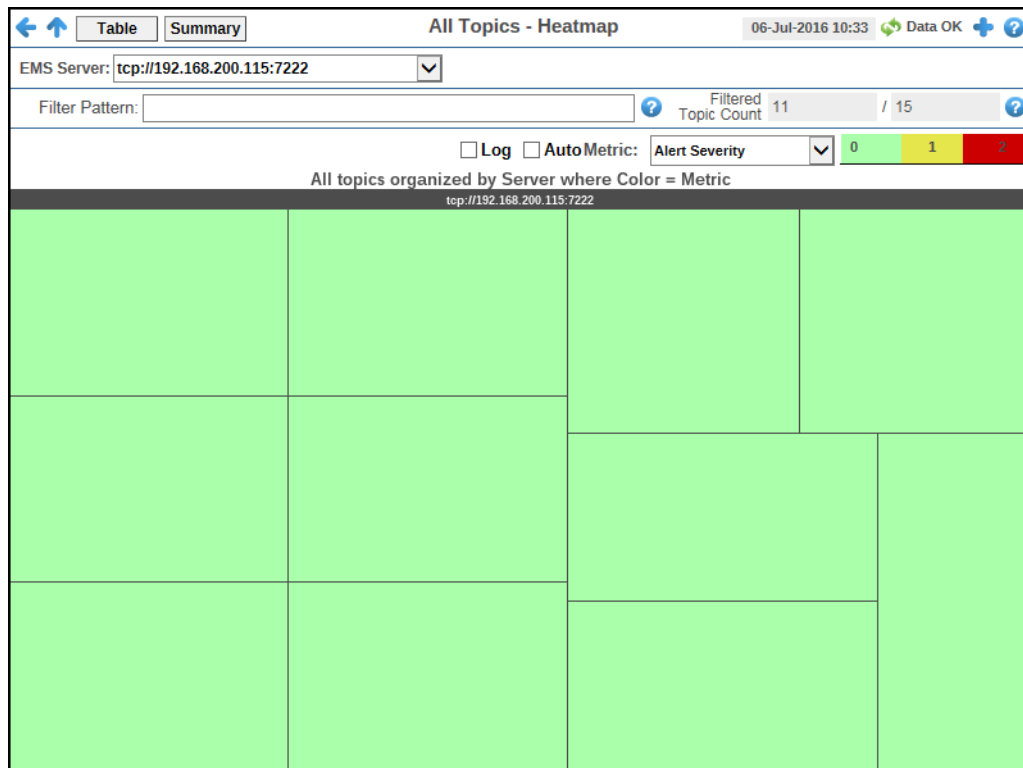 Table Summary All Topics - Heatmap 06-Jul-2016 10:33 Data OK
EMS Server: tcp://192.168.200.115:7222
Filter Pattern: Filtered Topic Count 11 / 15
Log Auto Metric: Alert Severity 0 1 2
All topics organized by Server where Color = Metric
tcp://192.168.200.115:7222